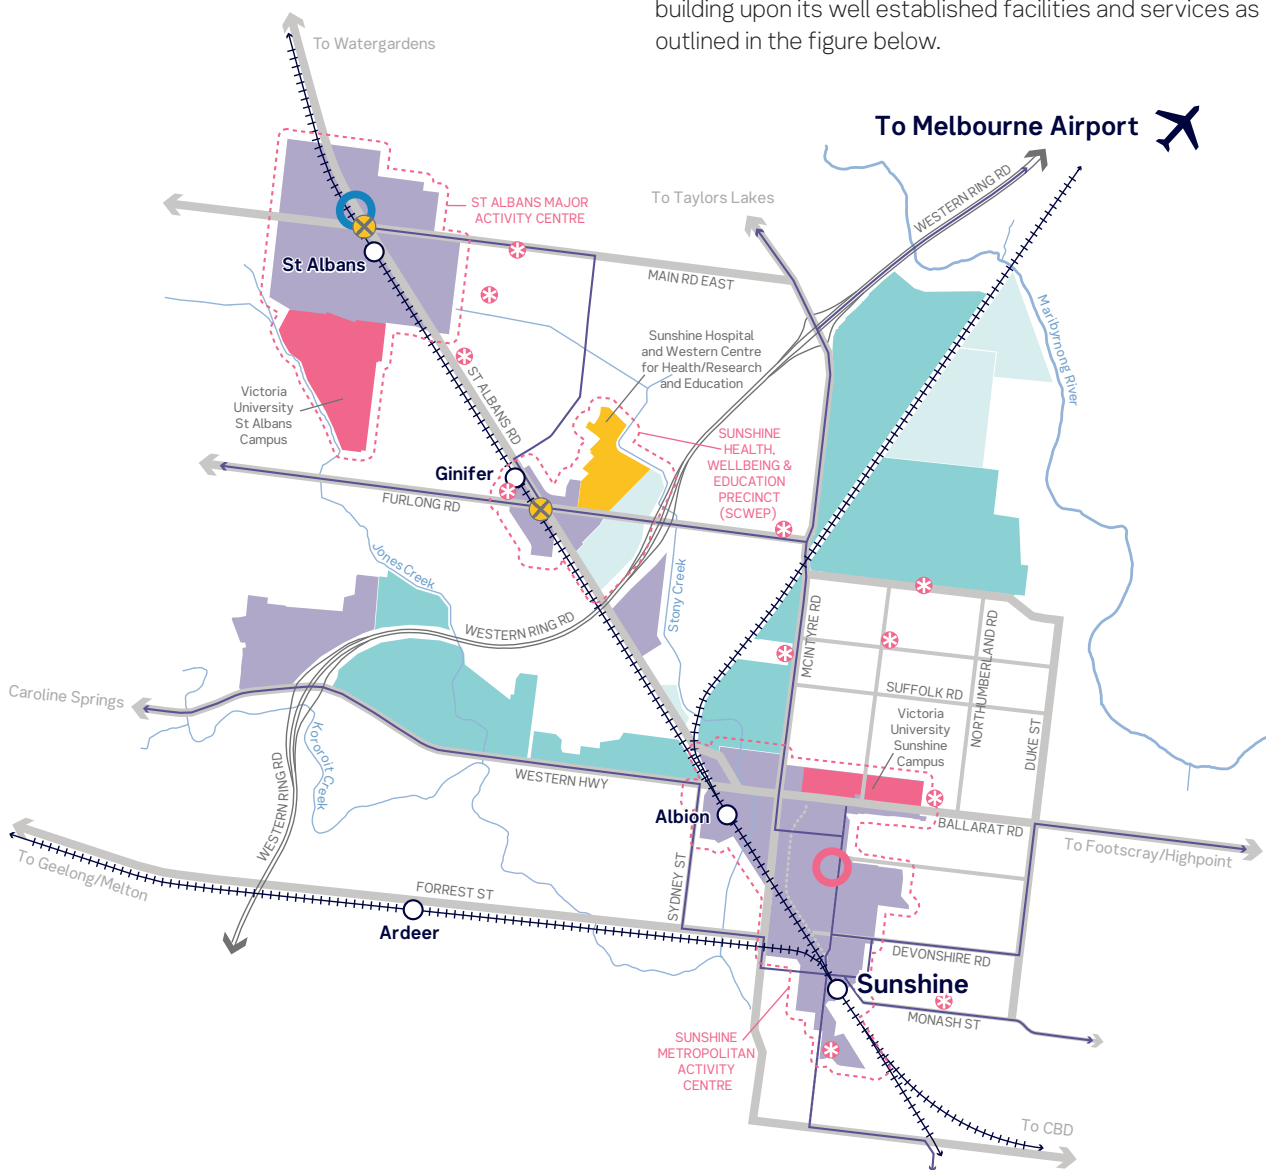 building upon its well established facilities and services as
outlined in the figure below.
To Watergardens
To Melbourne Airport
WESTERN RING RD
To Taylors Lakes
ST ALBANS MAJOR
ACTIVITY CENTRE
St Albans
MAIN RD EAST
Maribyrnong River
Sunshine Hospital
and Western Centre
for Health/Research
and Education
ST ALBANS RD
Victoria
University
St Albans
Campus
SUNSHINE
HEALTH,
WELLBEING &
EDUCATION
PRECINCT
(SCWEP)
Ginifer
FURLONG RD
Jones Creek
Stony Creek
WESTERN RING RD
MCINTYRE RD
NORTHUMBERLAND RD
SUFFOLK RD
DUKE ST
Caroline Springs
Kororoit Creek
Victoria
University
Sunshine
Campus
WESTERN RING RD
WESTERN HWY
Albion
BALLARAT RD
To Footscray/Highpoint
To Geelong/Melton
FORREST ST
SYDNEY ST
Ardeer
DEVONSHIRE RD
Sunshine
MONASH ST
SUNSHINE
METROPOLITAN
ACTIVITY
CENTRE
To CBD